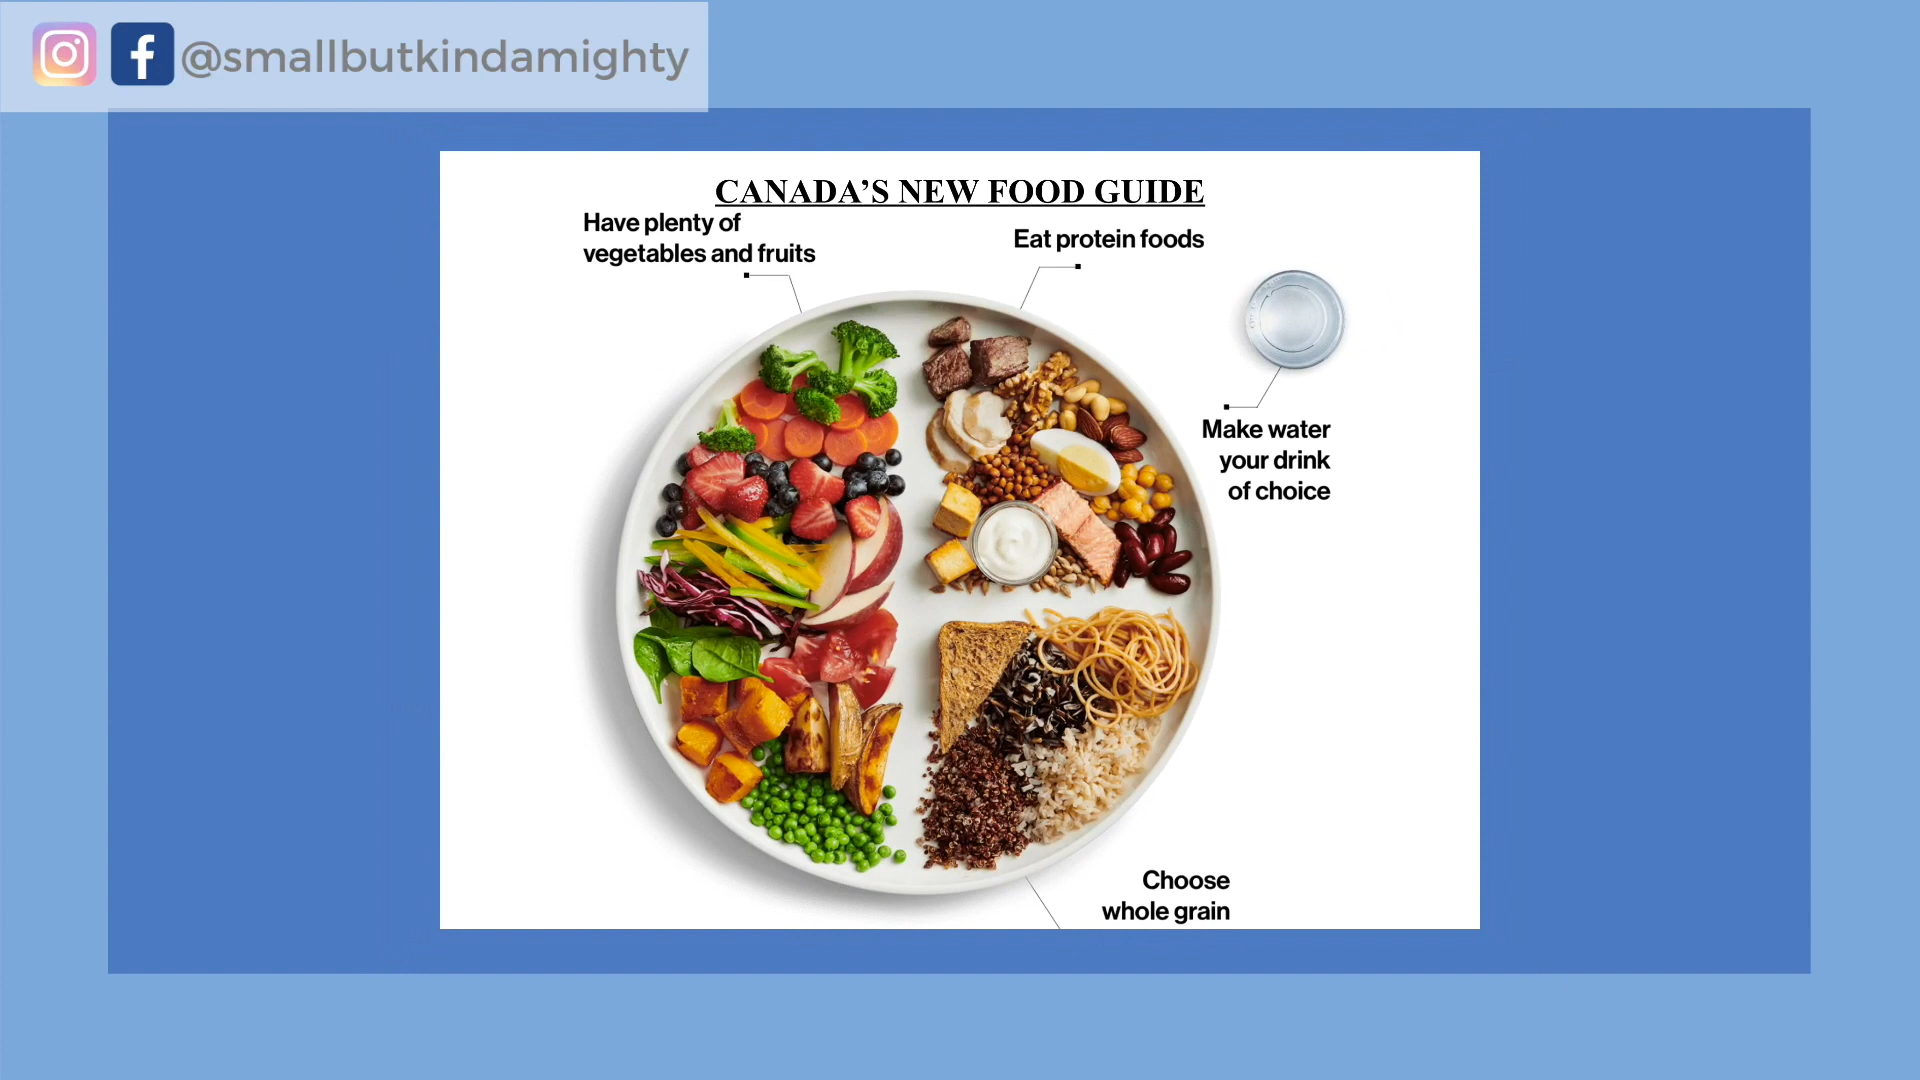 @smallbutkindamighty
CANADA'S NEW FOOD GUIDE
Have plenty of
vegetables and fruits
Eat protein foods
Make water
your drink
of choice
Choose
whole grain